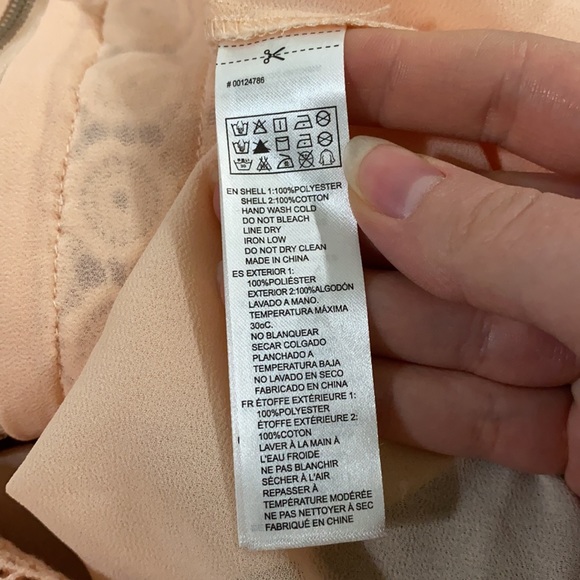 # 00124786
EN SHELL 1:100%POLYESTER
SHELL 2:100%COTTON
HAND WASH COLD
DO NOT BLEACH
LINE DRY
IRON LOW
DO NOT DRY CLEAN
MADE IN CHINA
ES EXTERIOR 1:
100%POLIÉSTER
EXTERIOR 2:100%ALGODÓN
LAVADO A MANO.
TEMPERATURA MÁXIMA
30oC.
NO BLANQUEAR
SECAR COLGADO
PLANCHADO A
TEMPERATURA BAJA
NO LAVADO EN SECO
FABRICADO EN CHINA
FR ÉTOFFE EXTÉRIEURE 1:
100%POLYESTER
ÉTOFFE EXTÉRIEURE 2:
100%COTON
LAVER À LA MAIN À
L'EAU FROIDE
NE PAS BLANCHIR
SÉCHER À L'AIR
REPASSER À
TEMPÉRATURE MODÉRÉE
NE PAS NETTOYER À SEC
FABRIQUÉ EN CHINE